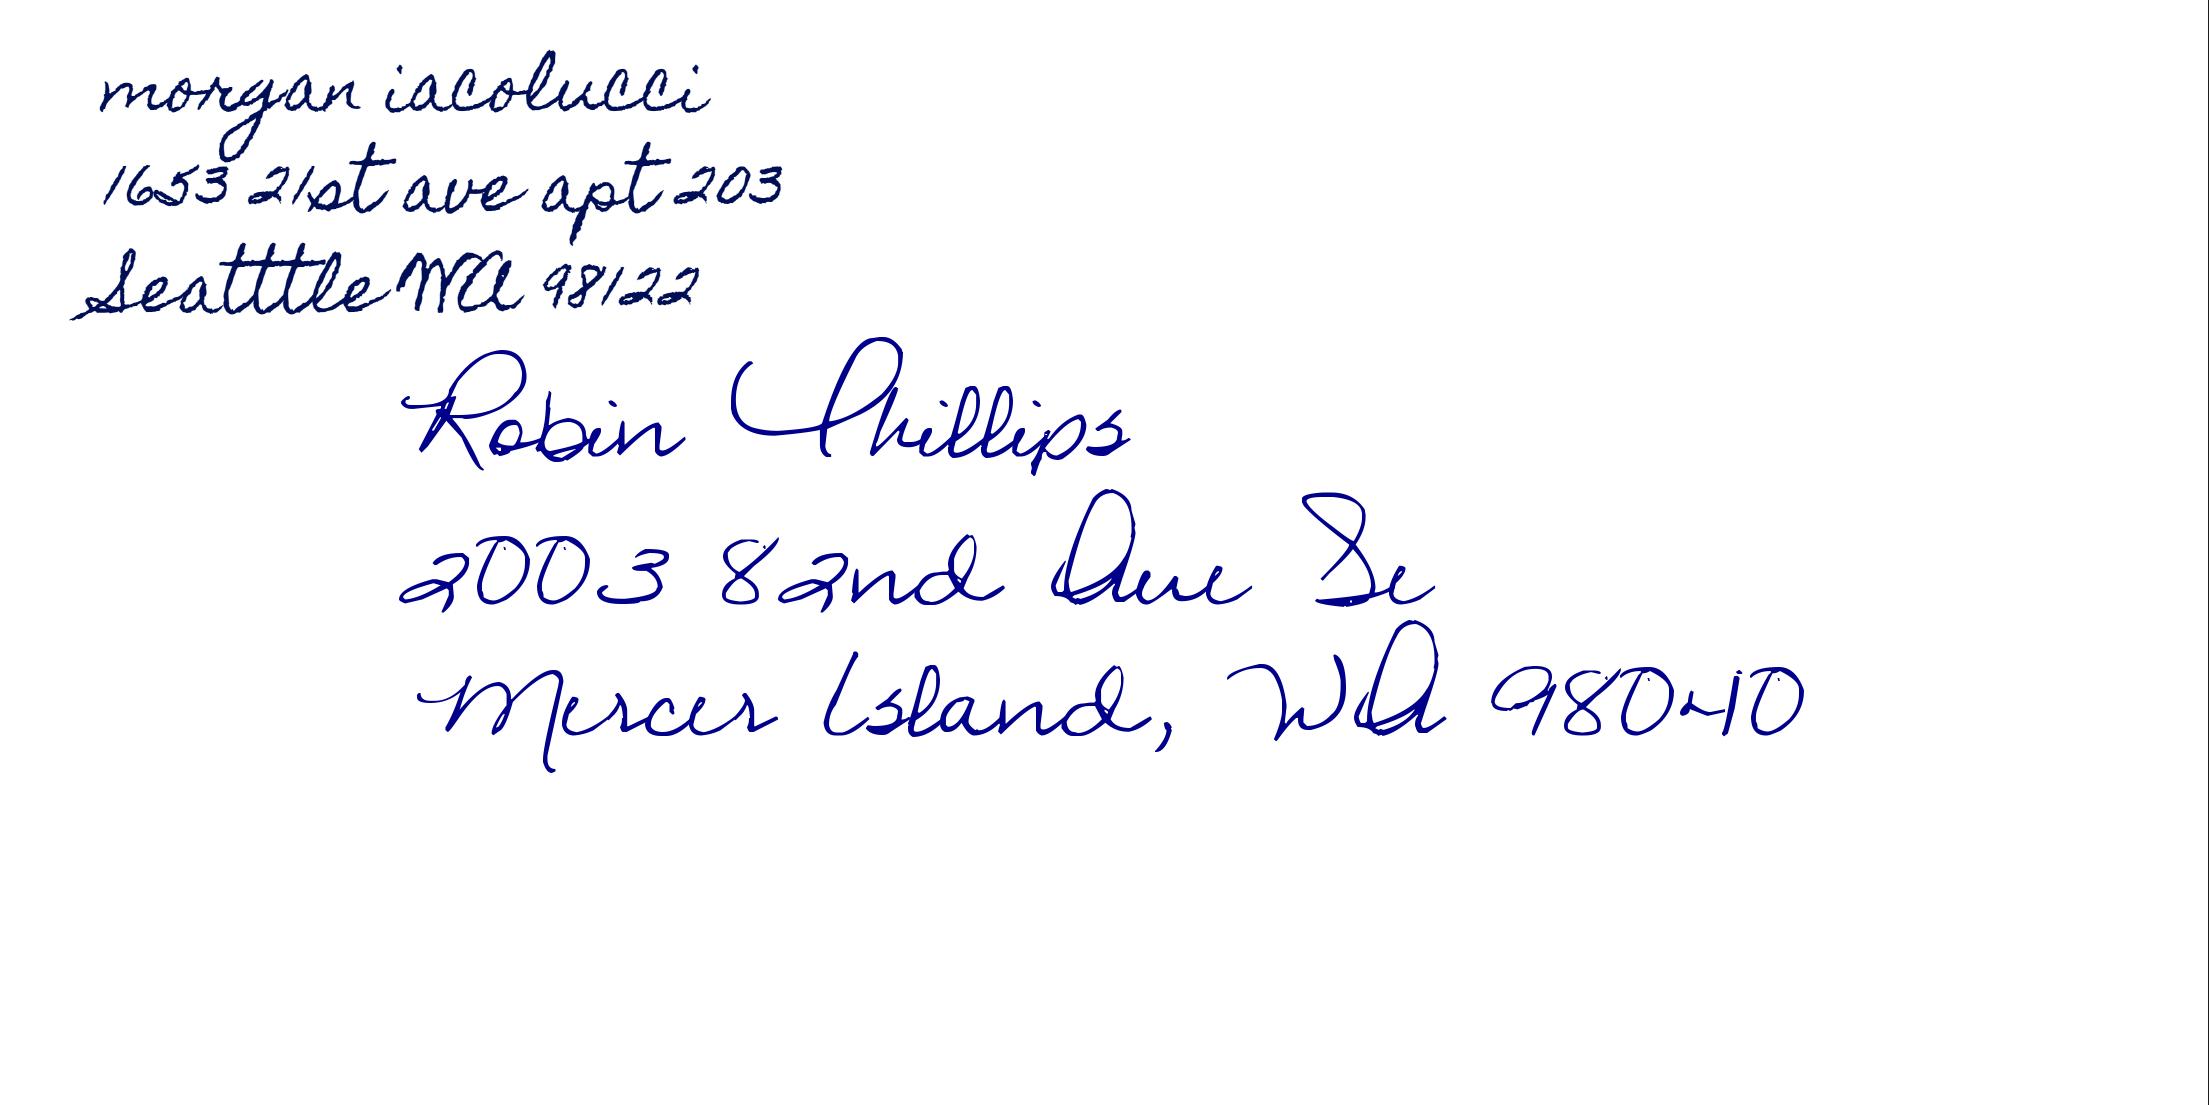 morgan iacolucci
1653 21st ave apt 203
Seatttle WA 98122
Robin Phillips
2003 82nd Ave Se
Mercer Island, WA 98040